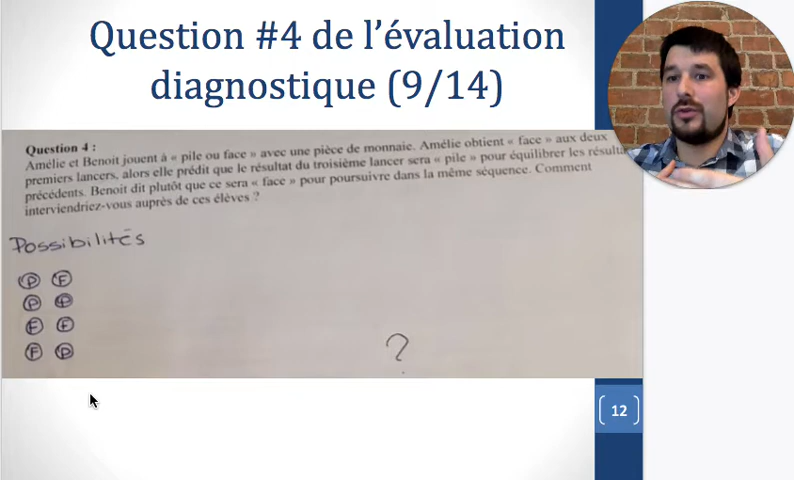 Question #4 de l’évaluation
diagnostique (9/14)
Question 4 :
Amélie et Benoit jouent à « pile ou face » avec une pièce de monnaie. Amélie obtient « face » aux deux
premiers lancers, alors elle prédit que le résultat du troisième lancer sera « pile » pour équilibrer les
précédents. Benoit dit plutôt que ce sera « face » pour poursuivre dans la même séquence. Comment
interviendriez-vous auprès de ces élèves ?
Possibilités
P F
P P
F F
F P
?
12